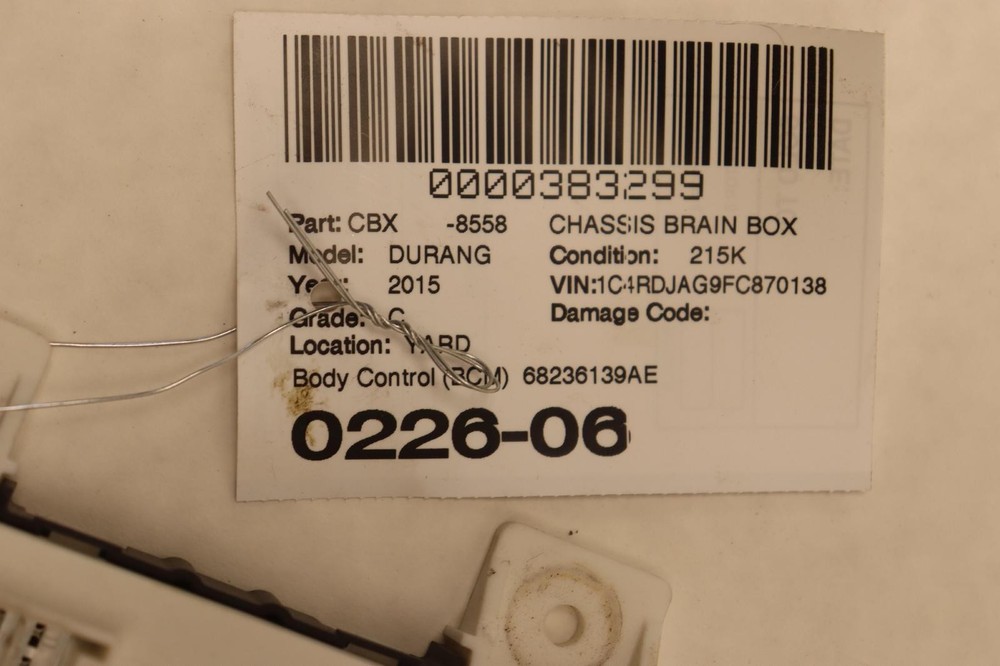 0000383299
Part: CBX -8558 CHASSIS BRAIN BOX
Model: DURANG Condition: 215K
Year: 2015 VIN:1C4RDJAG9FC870138
Grade: C Damage Code:
Location: YARD
Body Control (BCM) 68236139AE
0226-06